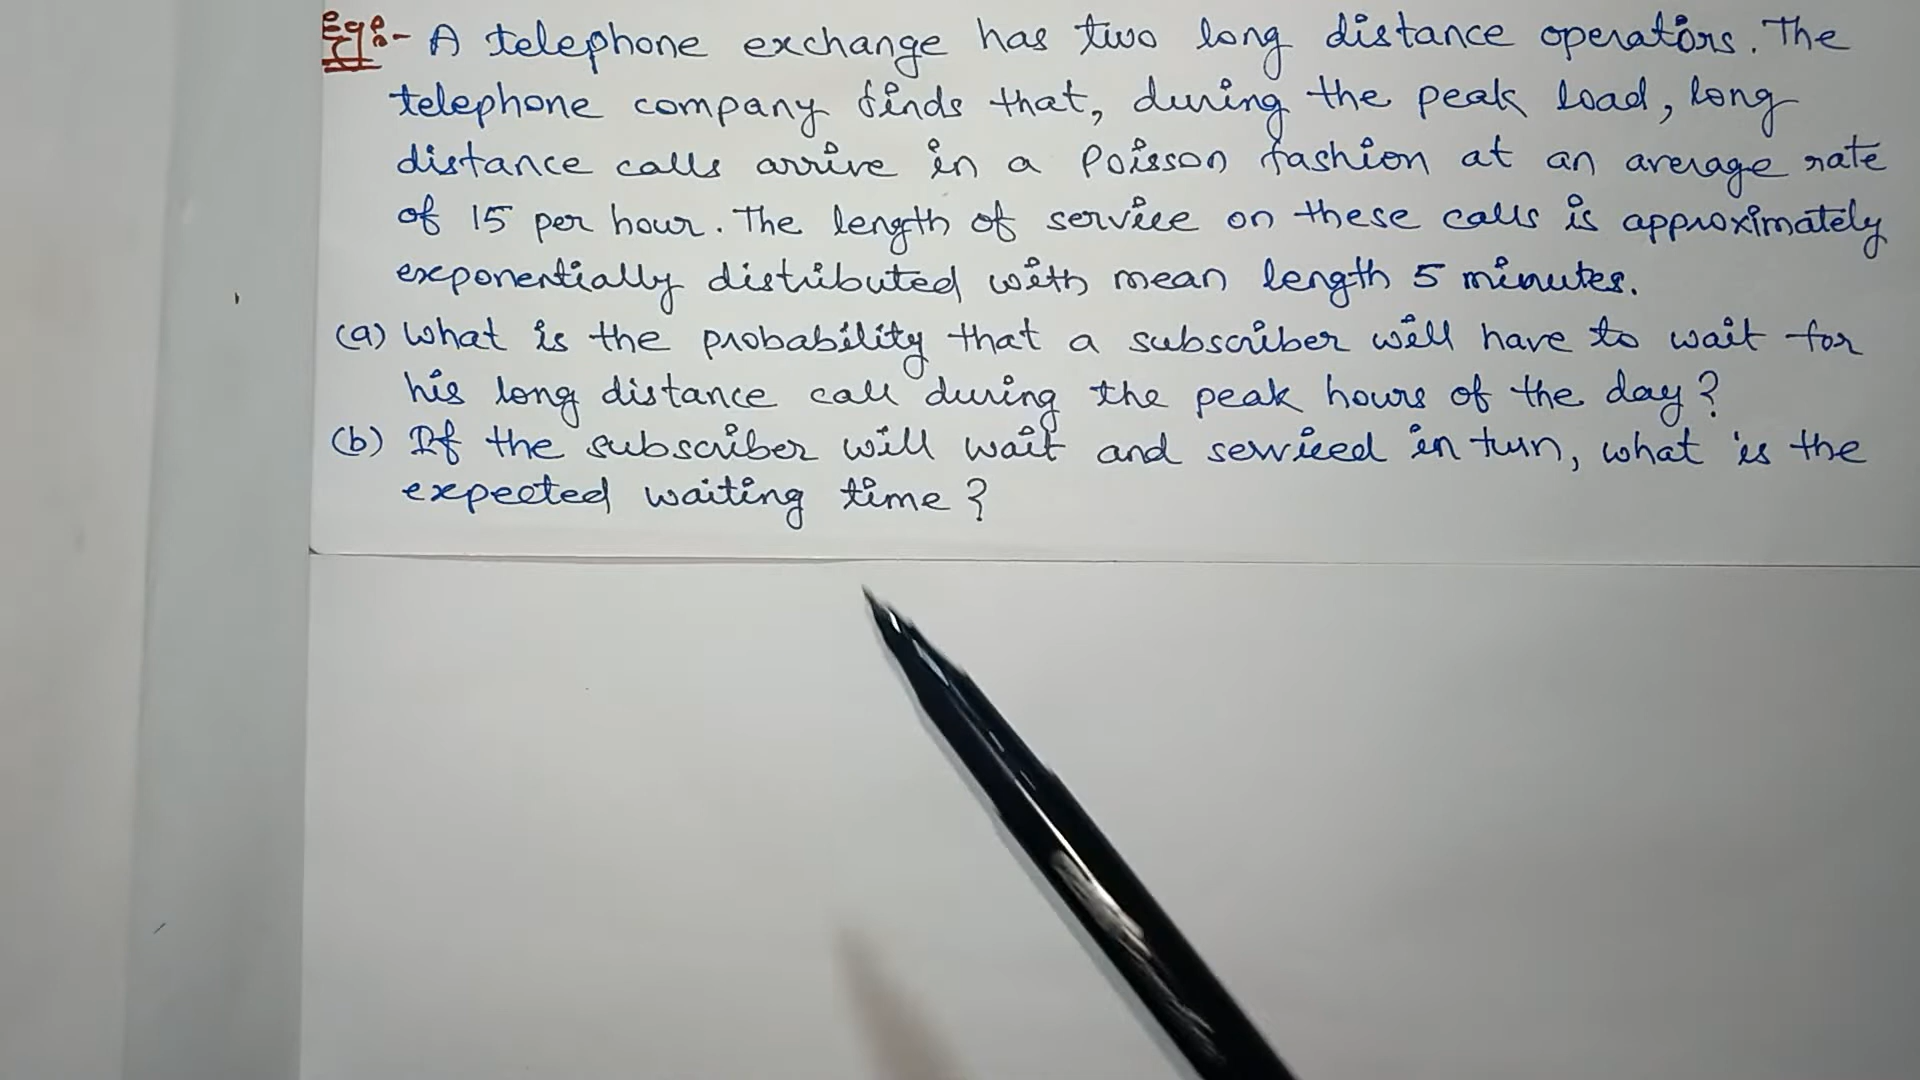 Eg:- A telephone exchange has two long distance operators. The
telephone company finds that, during the peak load, long
distance calls arrive in a Poisson fashion at an average rate
of 15 per hour. The length of service on these calls is approximately
exponentially distributed with mean length 5 minutes.
(a) What is the probability that a subscriber will have to wait for
his long distance call during the peak hours of the day?
(b) If the subscriber will wait and serviced in turn, what is the
expected waiting time?